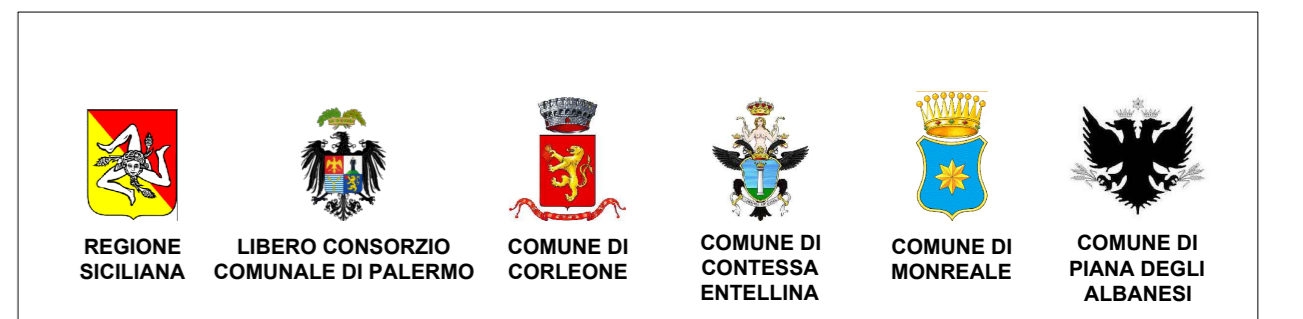 REGIONE
SICILIANA
LIBERO CONSORZIO
COMUNALE DI PALERMO
COMUNE DI
CORLEONE
COMUNE DI
CONTESSA
ENTELLINA
COMUNE DI
MONREALE
COMUNE DI
PIANA DEGLI
ALBANESI